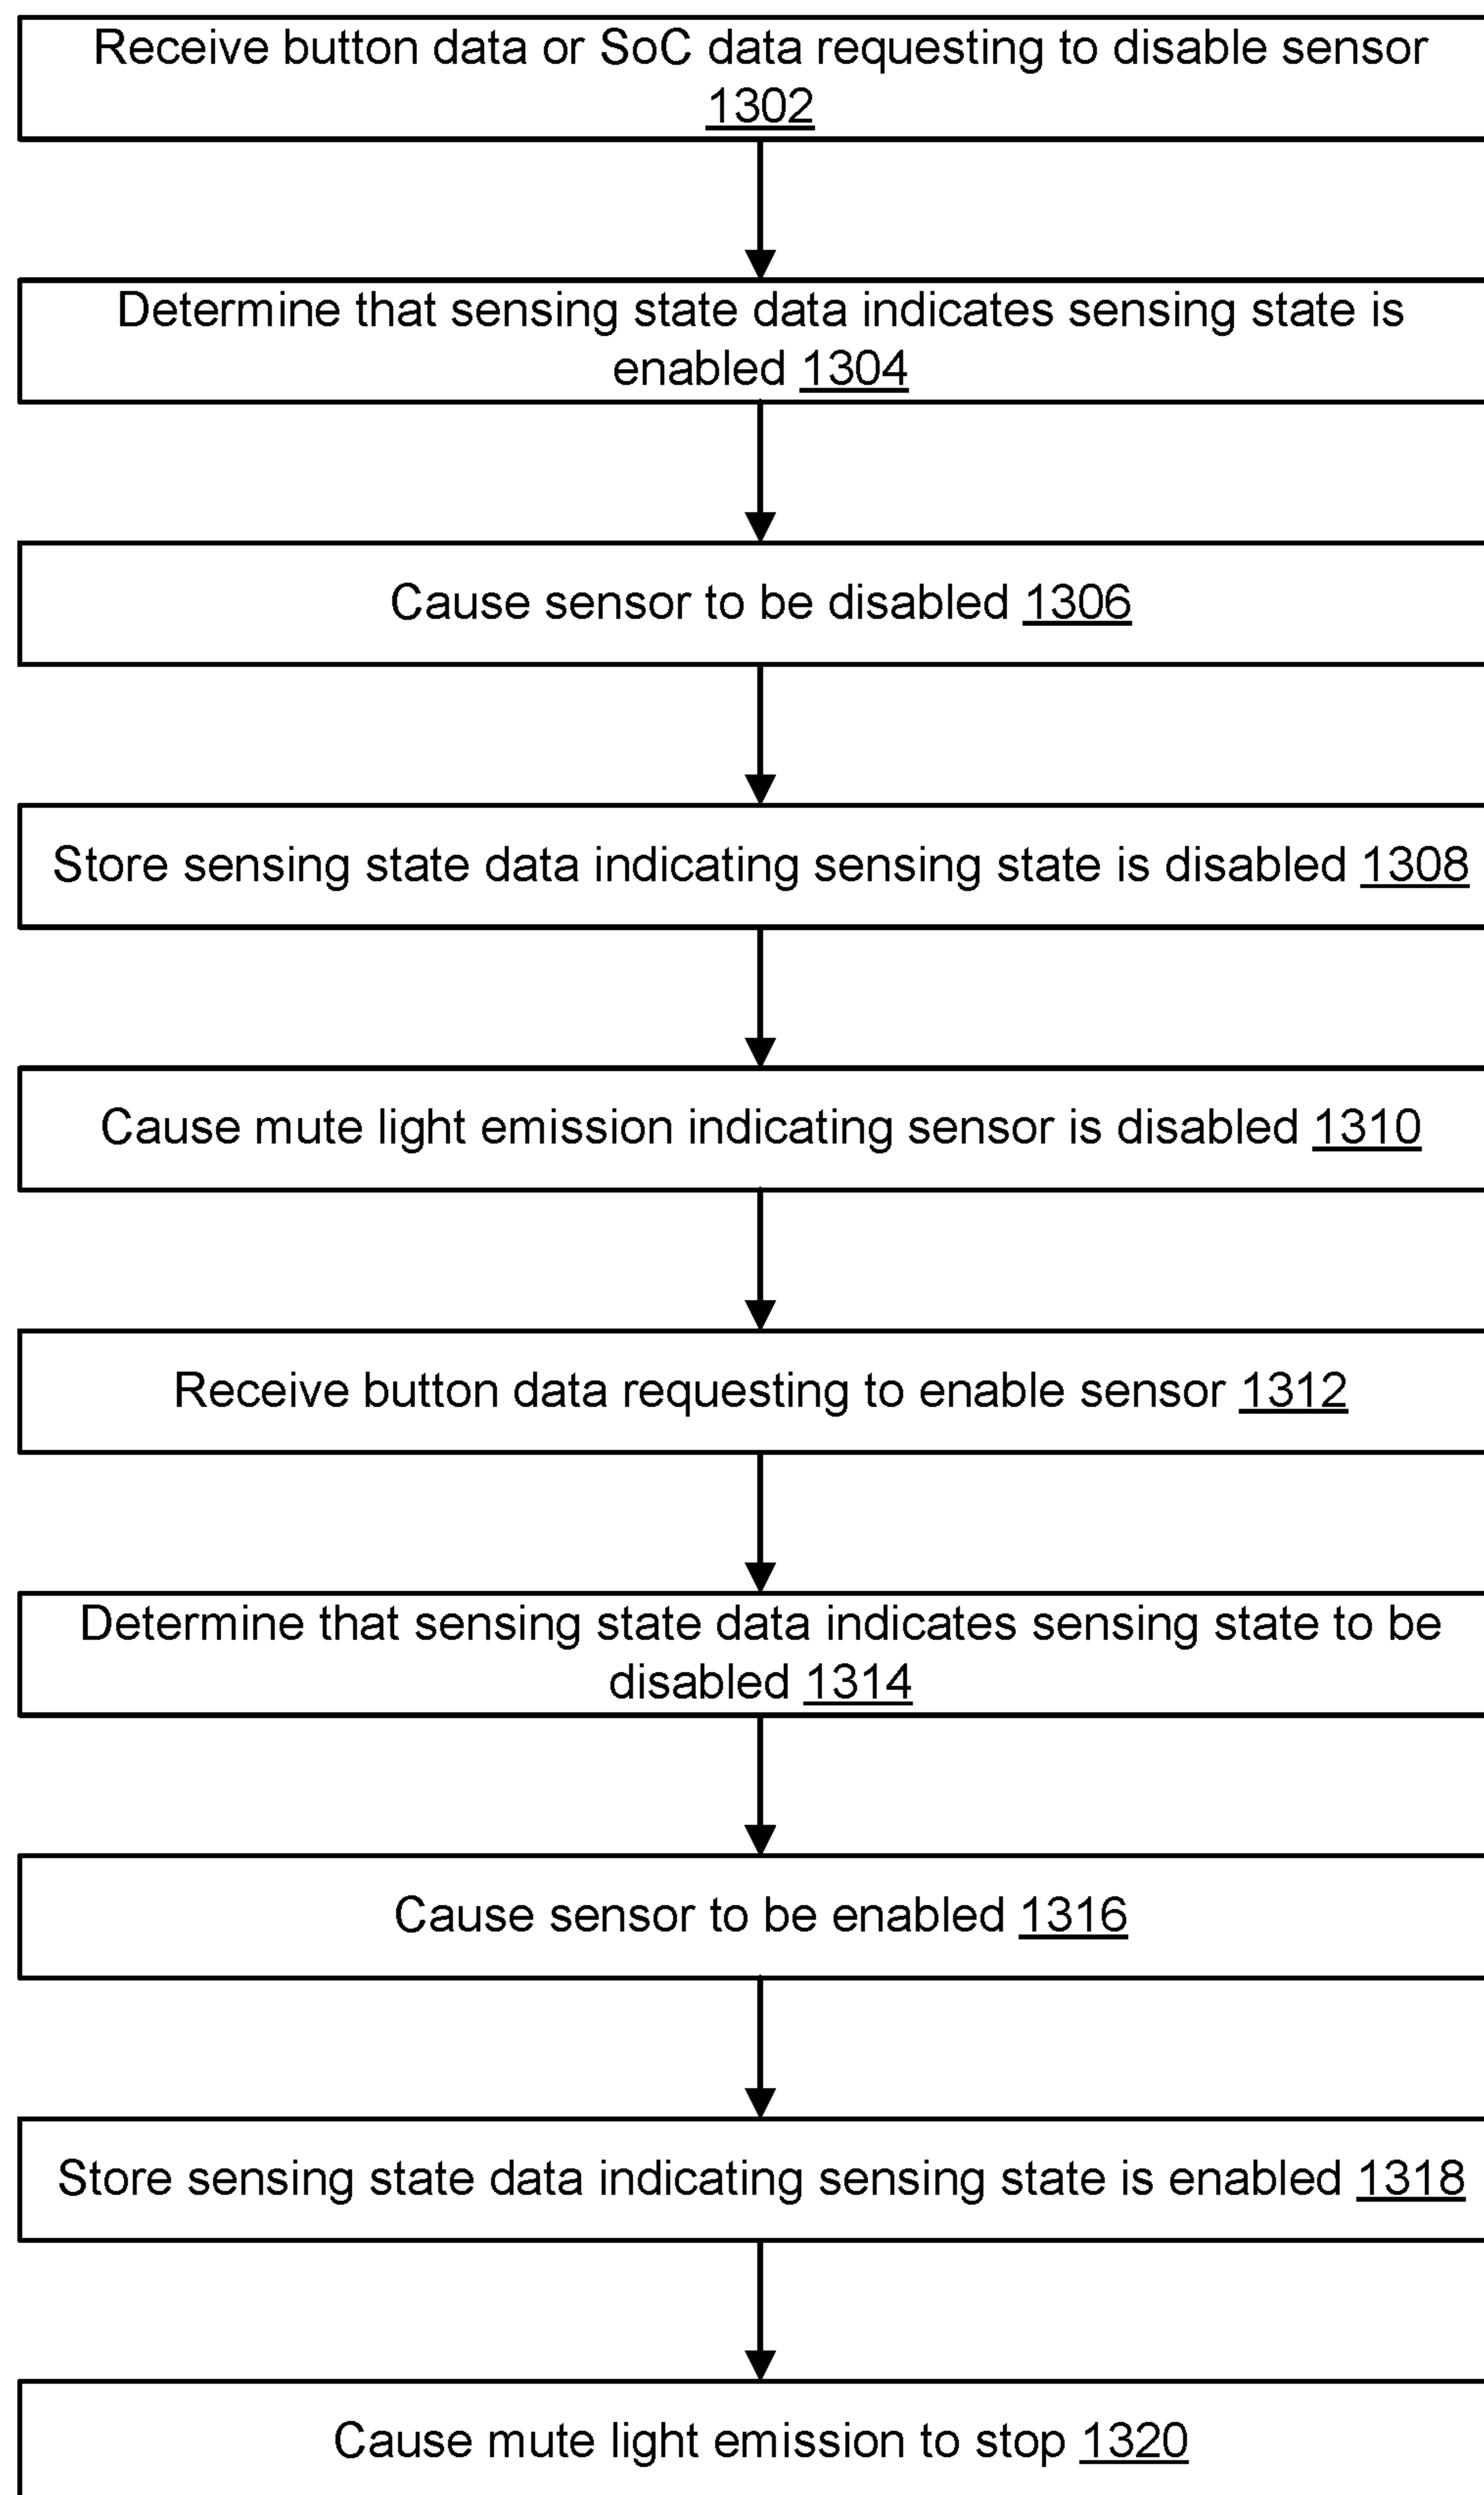 Receive button data or SoC data requesting to disable sensor
1302
Determine that sensing state data indicates sensing state is
enabled 1304
Cause sensor to be disabled 1306
Store sensing state data indicating sensing state is disabled 1308
Cause mute light emission indicating sensor is disabled 1310
Receive button data requesting to enable sensor 1312
Determine that sensing state data indicates sensing state to be
disabled 1314
Cause sensor to be enabled 1316
Store sensing state data indicating sensing state is enabled 1318
Cause mute light emission to stop 1320